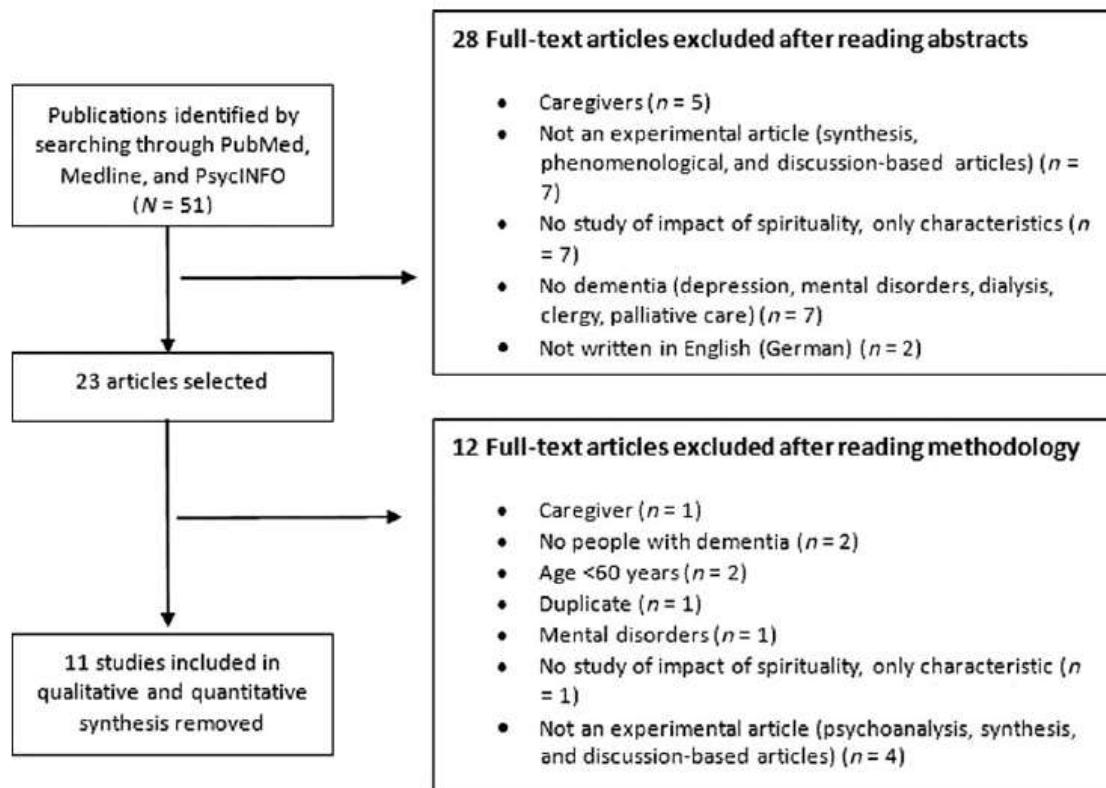 Publications identified by
searching through PubMed,
Medline, and PsycINFO
(N = 51)
28 Full-text articles excluded after reading abstracts
• Caregivers (n = 5)
• Not an experimental article (synthesis,
phenomenological, and discussion-based articles) (n =
7)
• No study of impact of spirituality, only characteristics (n
= 7)
• No dementia (depression, mental disorders, dialysis,
clergy, palliative care) (n = 7)
• Not written in English (German) (n = 2)
23 articles selected
12 Full-text articles excluded after reading methodology
• Caregiver (n = 1)
• No people with dementia (n = 2)
• Age <60 years (n = 2)
• Duplicate (n = 1)
• Mental disorders (n = 1)
• No study of impact of spirituality, only characteristic (n
= 1)
• Not an experimental article (psychoanalysis, synthesis,
and discussion-based articles) (n = 4)
11 studies included in
qualitative and quantitative
synthesis removed